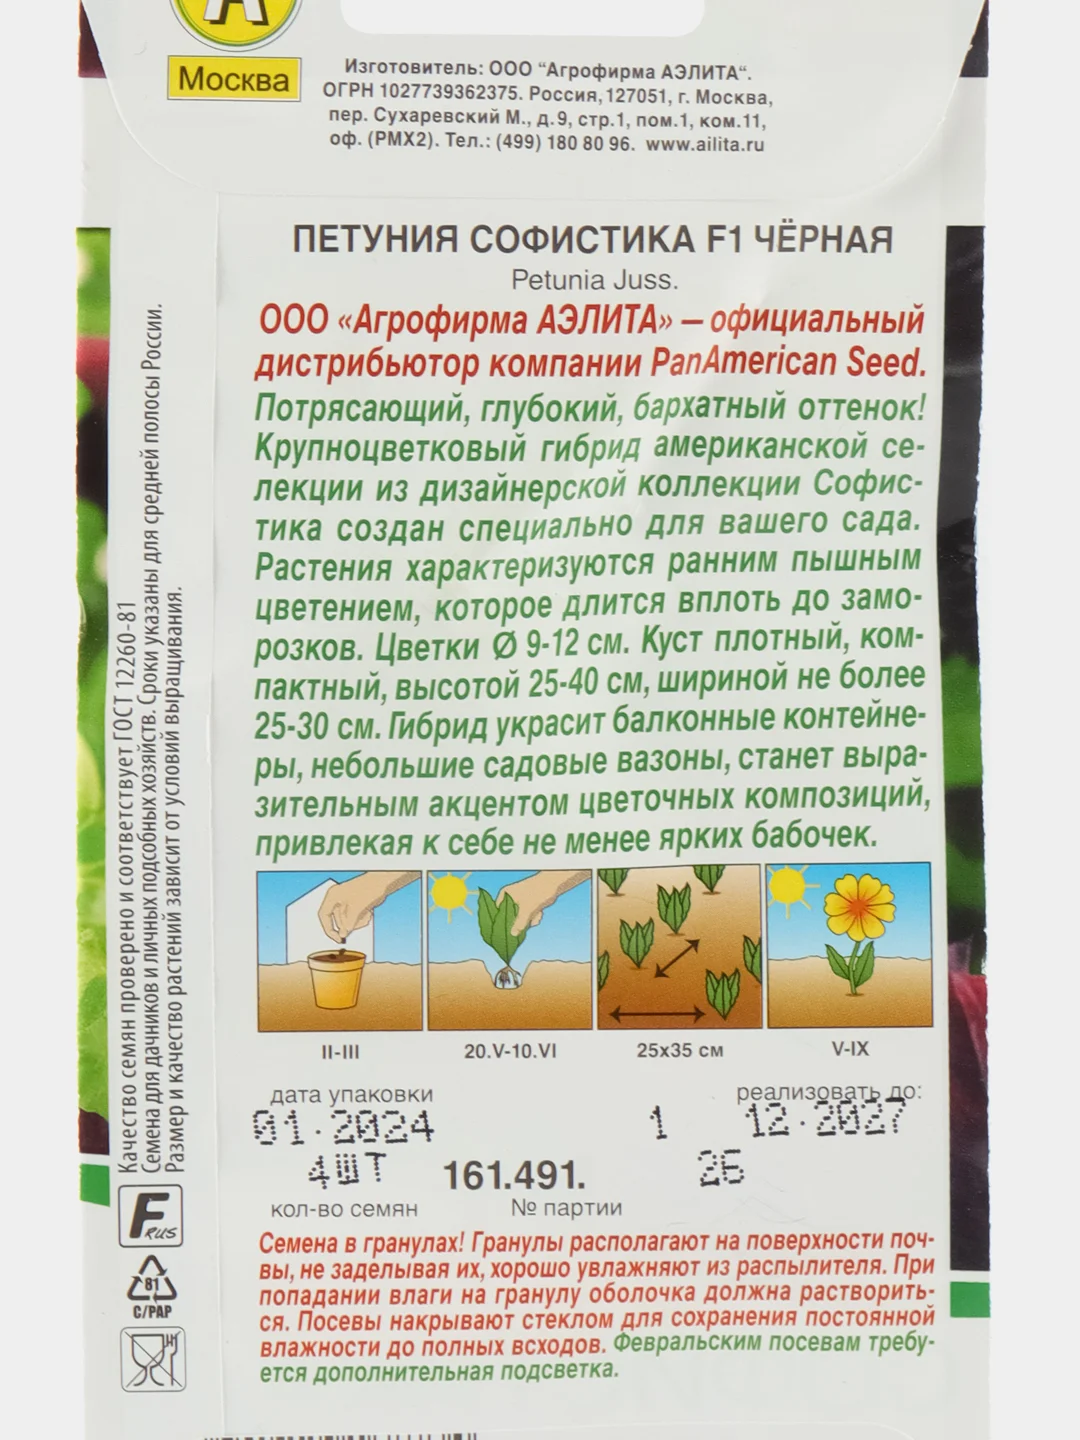 Москва
Изготовитель: ООО “Агрофирма АЭЛИТА“.
ОГРН 1027739362375. Россия,127051, г. Москва,
пер. Сухаревский М., д.9, стр.1, пом.1, ком.11,
оф. (РМХ2). Тел.: (499) 180 80 96. www.ailita.ru
ПЕТУНИЯ СОФИСТИКА F1 ЧЁРНАЯ
Petunia Juss.
ООО «Агрофирма АЭЛИТА» – официальный
дистрибьютор компании PanAmerican Seed.
Потрясающий, глубокий, бархатный оттенок!
Крупноцветковый гибрид американской се-
лекции из дизайнерской коллекции Софис-
тика создан специально для вашего сада.
Растения характеризуются ранним пышным
цветением, которое длится вплоть до замо-
розков. Цветки Ø 9-12 см. Куст плотный, ком-
пактный, высотой 25-40 см, шириной не более
25-30 см. Гибрид украсит балконные контейне-
ры, небольшие садовые вазоны, станет выра-
зительным акцентом цветочных композиций,
привлекая к себе не менее ярких бабочек.
II-III
20.V-10.VI
25х35 см
V-IX
дата упаковки
реализовать до:
01.2024
1
12.2027
4ШТ
161.491.
26
кол-во семян
№ партии
Семена в гранулах! Гранулы располагают на поверхности поч-
вы, не заделывая их, хорошо увлажняют из распылителя. При
попадании влаги на гранулу оболочка должна растворить-
ся. Посевы накрывают стеклом для сохранения постоянной
влажности до полных всходов. Февральским посевам требу-
ется дополнительная подсветка.
Качество семян проверено и соответствует ГОСТ 12260-81
Семена для дачников и личных подсобных хозяйств. Сроки указаны для средней полосы России.
Размер и качество растений зависит от условий выращивания.
F RUS
81
C/PAP